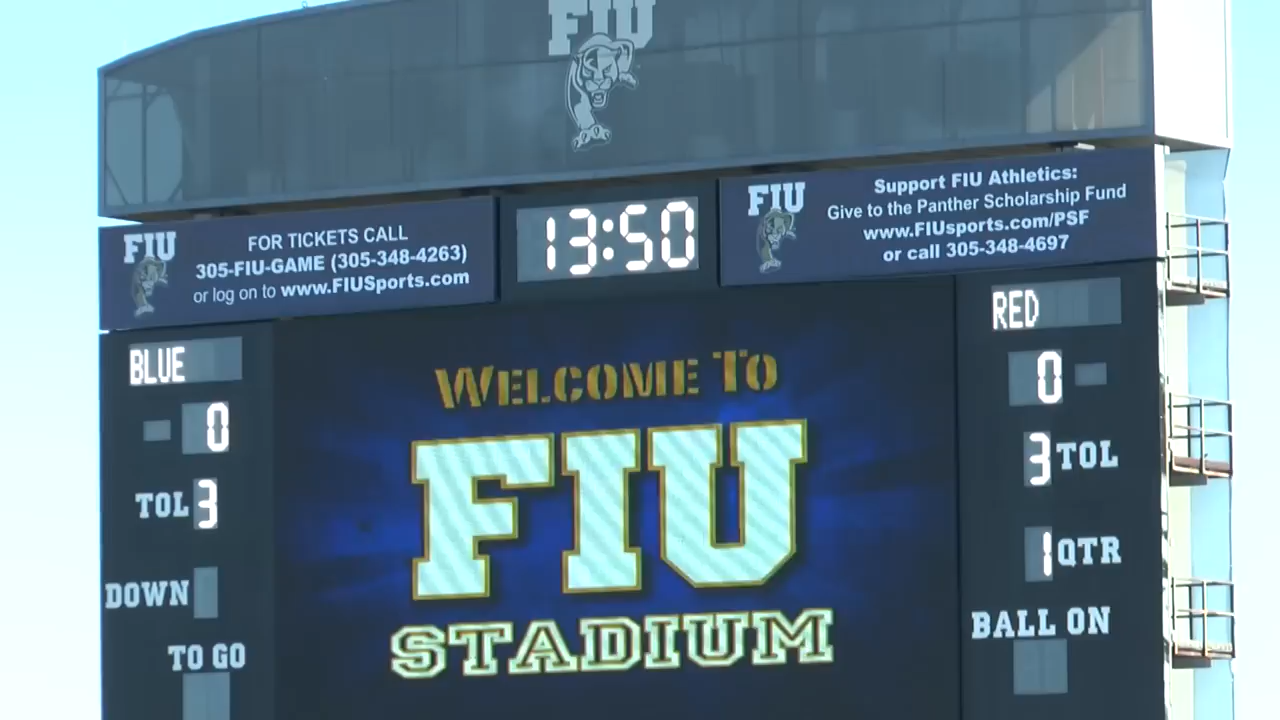 FIU
FIU
FOR TICKETS CALL
305-FIU-GAME (305-348-4263)
or log on to www.FIUSports.com
13:50
FIU
Support FIU Athletics:
Give to the Panther Scholarship Fund
www.FIUsports.com/PSF
or call 305-348-4697
BLUE
0
TOL 3
DOWN
TO GO
WELCOME TO
FIU
STADIUM
RED
0
3 TOL
1 QTR
BALL ON